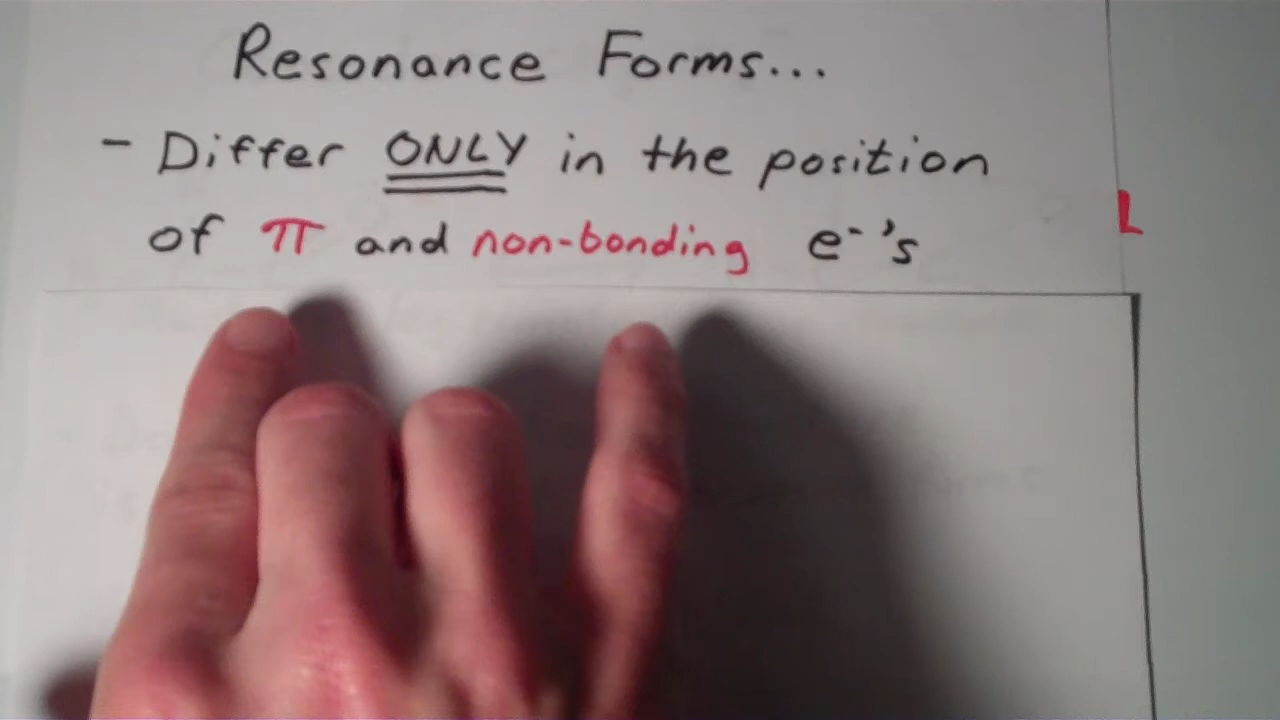 Resonance Forms...
- Differ ONLY in the position
of π and non-bonding e⁻'s
L